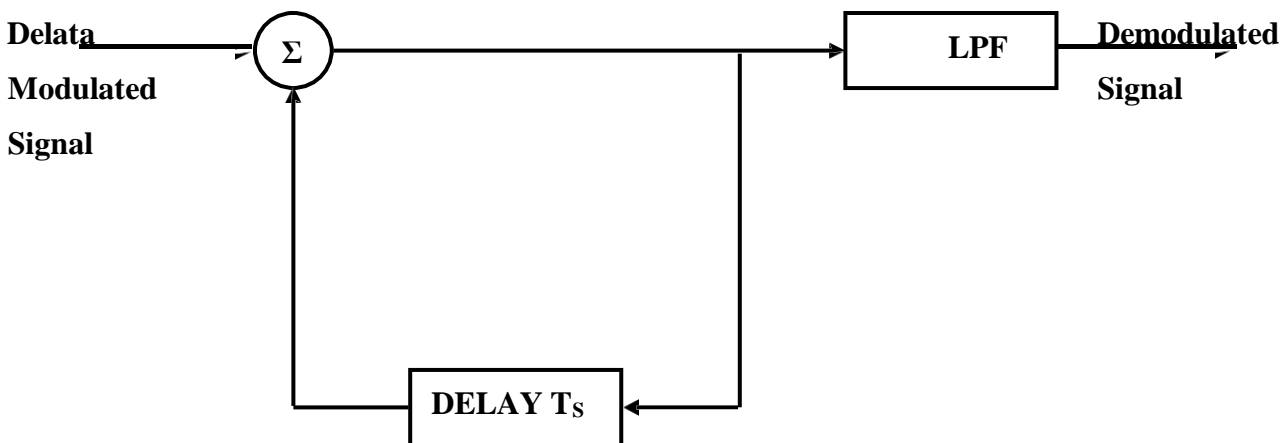 Delata
Modulated
Signal
Σ
LPF
Demodulated
Signal
DELAY Tₛ